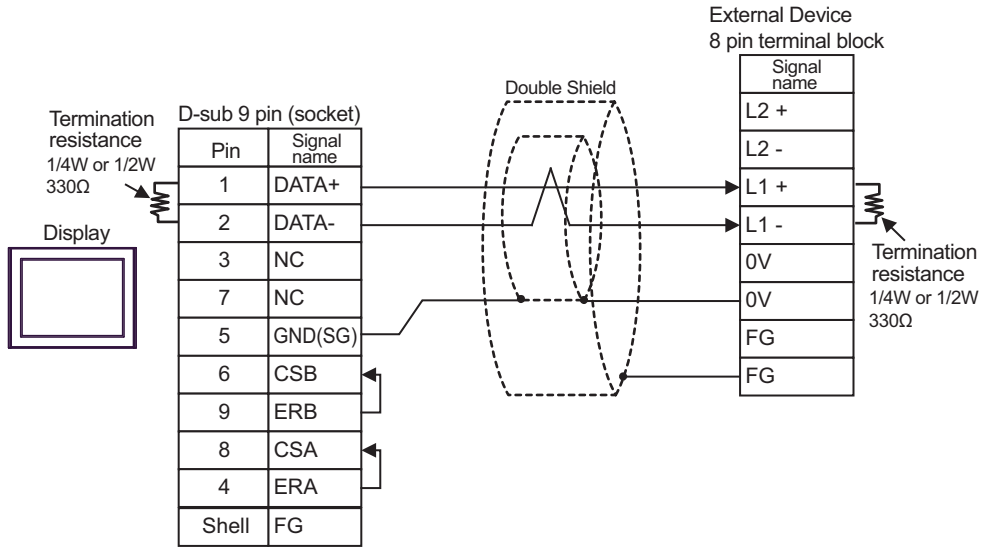 External Device
8 pin terminal block
Signal name
L2 +
L2 -
L1 +
L1 -
0V
0V
FG
FG
Double Shield
Termination
resistance
1/4W or 1/2W
330Ω
D-sub 9 pin (socket)
Pin Signal name
1 DATA+
2 DATA-
3 NC
7 NC
5 GND(SG)
6 CSB
9 ERB
8 CSA
4 ERA
Shell FG
Display
Termination
resistance
1/4W or 1/2W
330Ω